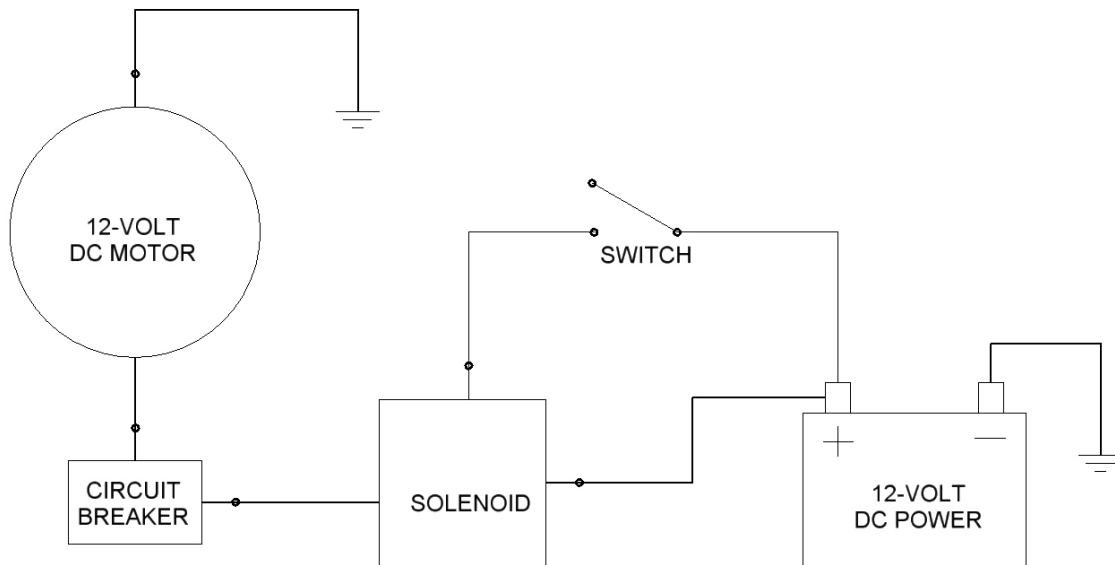 12-VOLT
DC MOTOR
SWITCH
CIRCUIT
BREAKER
SOLENOID
+
—
12-VOLT
DC POWER